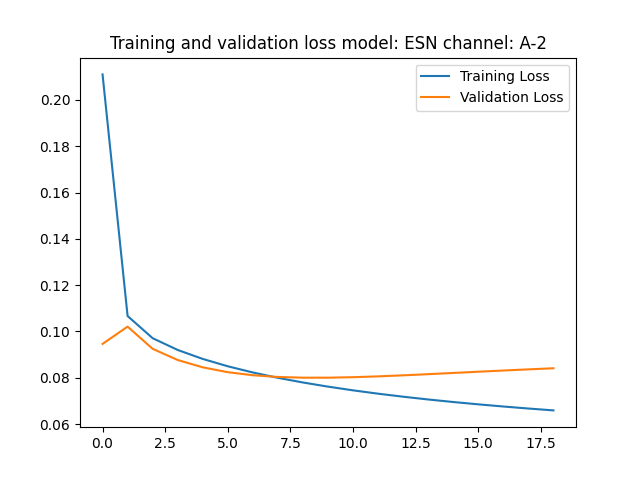 Training and validation loss model: ESN channel: A-2
Training Loss
Validation Loss
0.20
0.18
0.16
0.14
0.12
0.10
0.08
0.06
0.0 2.5 5.0 7.5 10.0 12.5 15.0 17.5